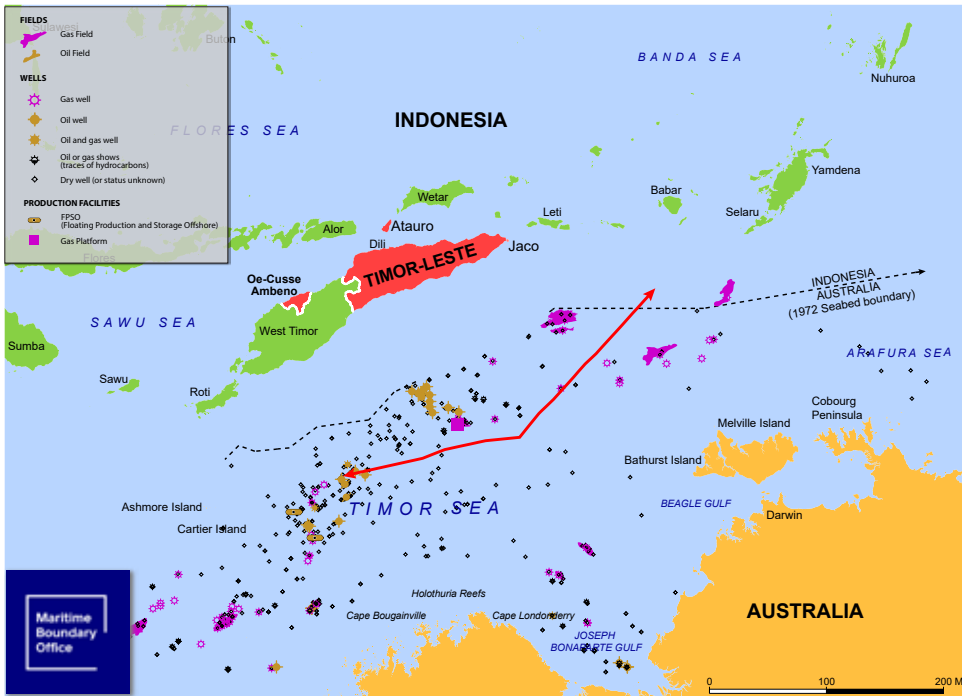 FIELDS
Gas Field
Oil Field
WELLS
Gas well
Oil well
Oil and gas well
Oil or gas shows
(traces of hydrocarbons)
Dry well (or status unknown)
PRODUCTION FACILITIES
FPSO
(Floating Production and Storage Offshore)
Gas Platform
Sulawesi
Buton
BANDA SEA
Nuhuroa
FLORES SEA
INDONESIA
Yamdena
Babar
Wetar
Selaru
Leti
Alor
Atauro
Dili
Jaco
Flores
TIMOR-LESTE
Oe-Cusse
Ambeno
INDONESIA
AUSTRALIA
(1972 Seabed boundary)
SAWU SEA
West Timor
Sumba
ARAFURA SEA
Sawu
Roti
Cobourg
Peninsula
Melville Island
Bathurst Island
Ashmore Island
TIMOR SEA
BEAGLE GULF
Darwin
Cartier Island
Holothuria Reefs
Cape Bougainville
Cape Londonderry
AUSTRALIA
JOSEPH
BONAPARTE GULF
Maritime
Boundary
Office
0
100
200 M